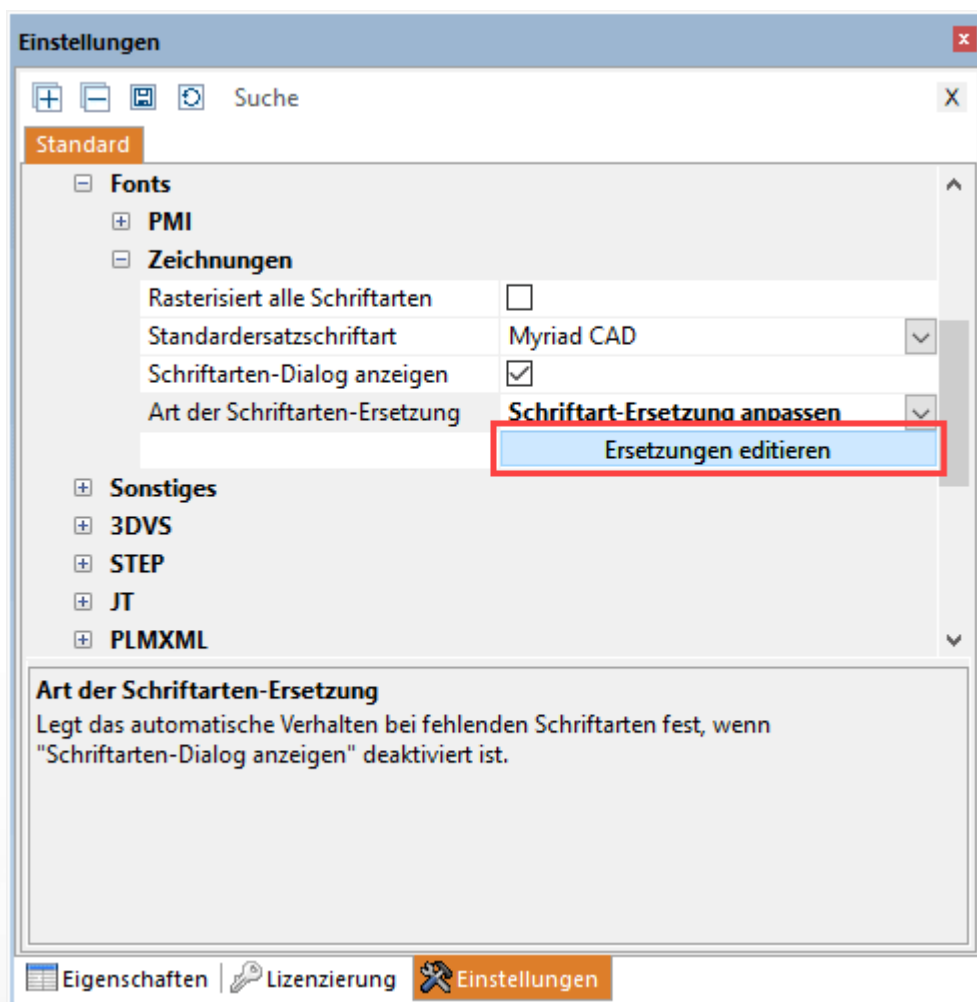 Einstellungen
x
Suche
X
Standard
Fonts
PMI
Zeichnungen
Rasterisiert alle Schriftarten
Standardersatzschriftart Myriad CAD
Schriftarten-Dialog anzeigen
Art der Schriftarten-Ersetzung Schriftart-Ersetzung anpassen
Ersetzungen editieren
Sonstiges
3DVS
STEP
JT
PLMXML
Art der Schriftarten-Ersetzung
Legt das automatische Verhalten bei fehlenden Schriftarten fest, wenn
"Schriftarten-Dialog anzeigen" deaktiviert ist.
Eigenschaften Lizenzierung Einstellungen